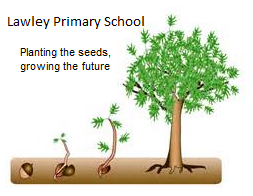 Lawley Primary School
Planting the seeds,
growing the future